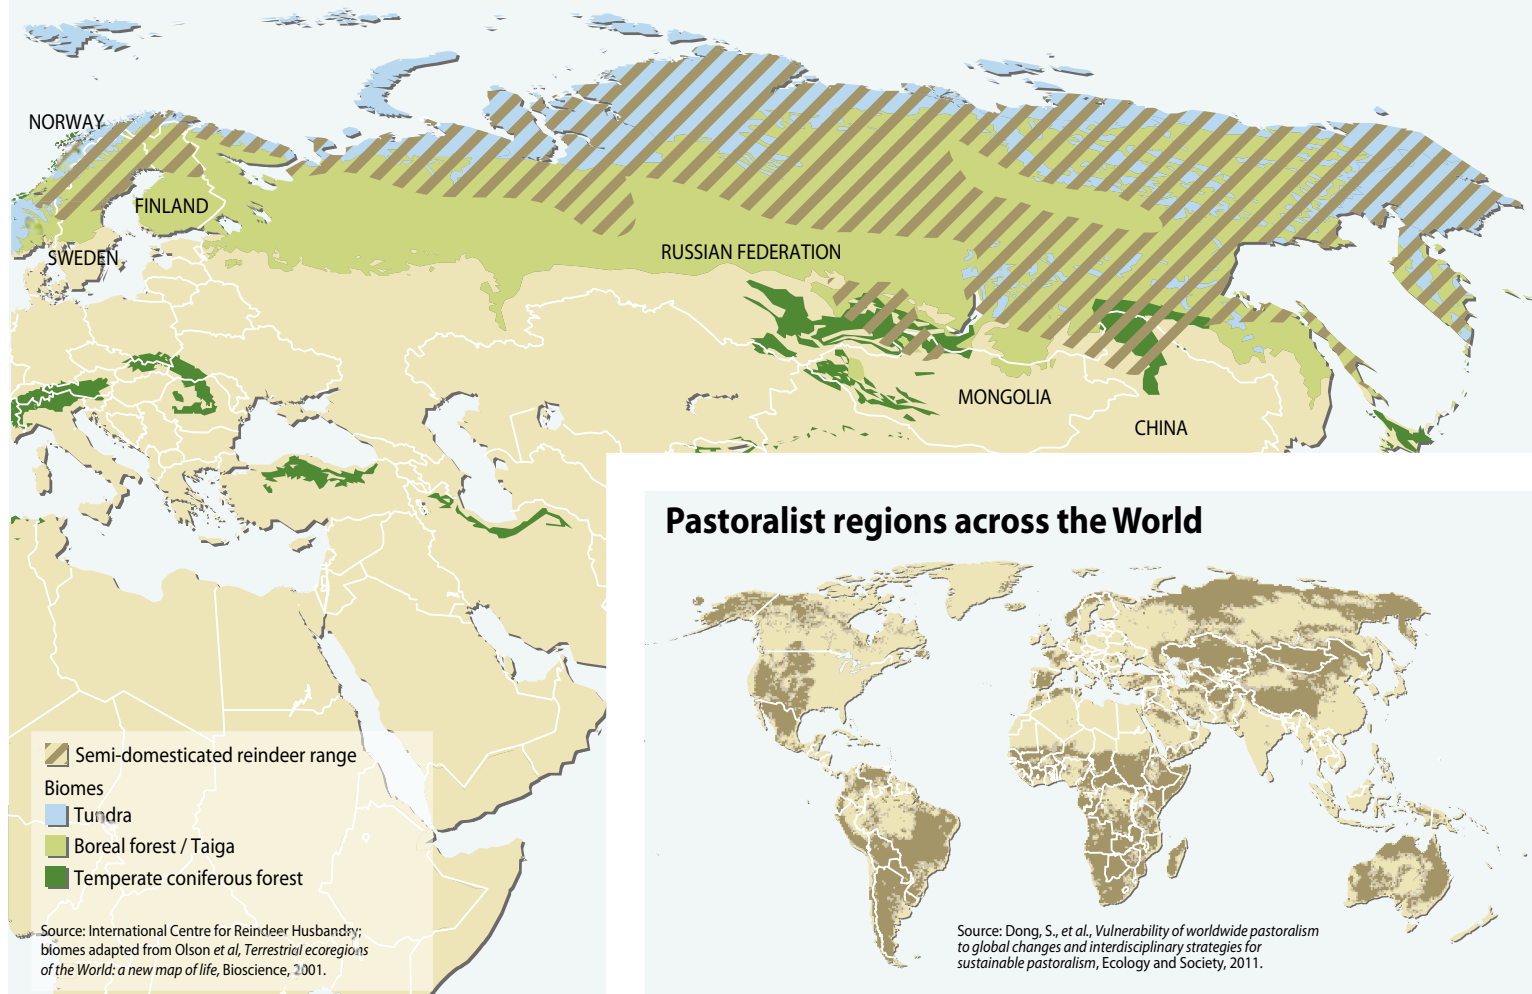 NORWAY
FINLAND
SWEDEN
RUSSIAN FEDERATION
MONGOLIA
CHINA
Semi-domesticated reindeer range
Biomes
Tundra
Boreal forest / Taiga
Temperate coniferous forest
Source: International Centre for Reindeer Husbandry;
biomes adapted from Olson et al, Terrestrial ecoregions
of the World: a new map of life, Bioscience, 2001.
Pastoralist regions across the World
Source: Dong, S., et al., Vulnerability of worldwide pastoralism
to global changes and interdisciplinary strategies for
sustainable pastoralism, Ecology and Society, 2011.